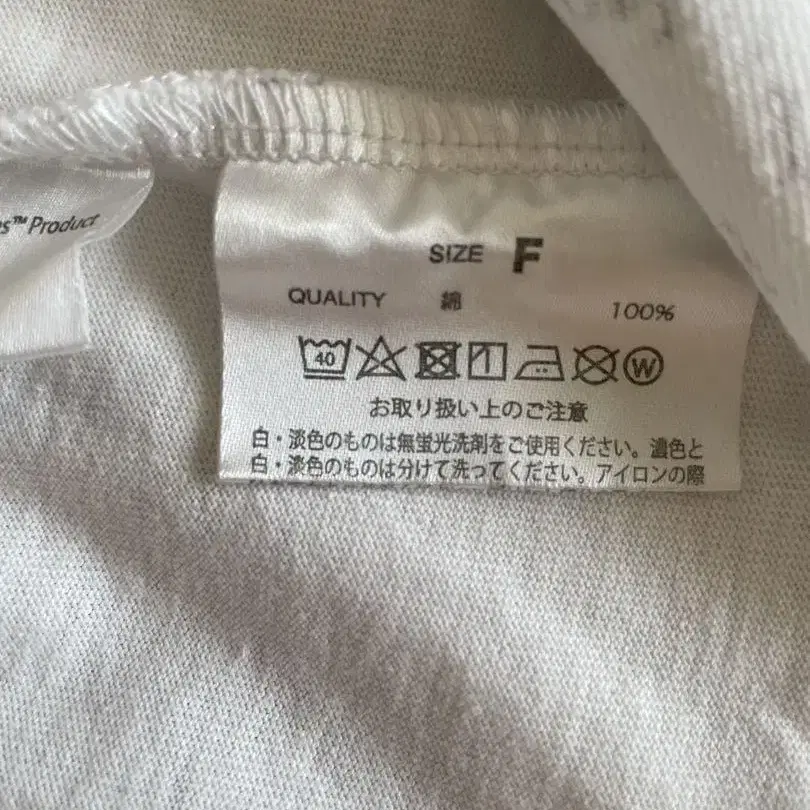 ™ Product
SIZE F
QUALITY 綿 100%
40 W
お取り扱い上のご注意
白・淡色のものは無蛍光洗剤をご使用ください。濃色と
白・淡色のものは分けて洗ってください。アイロンの際